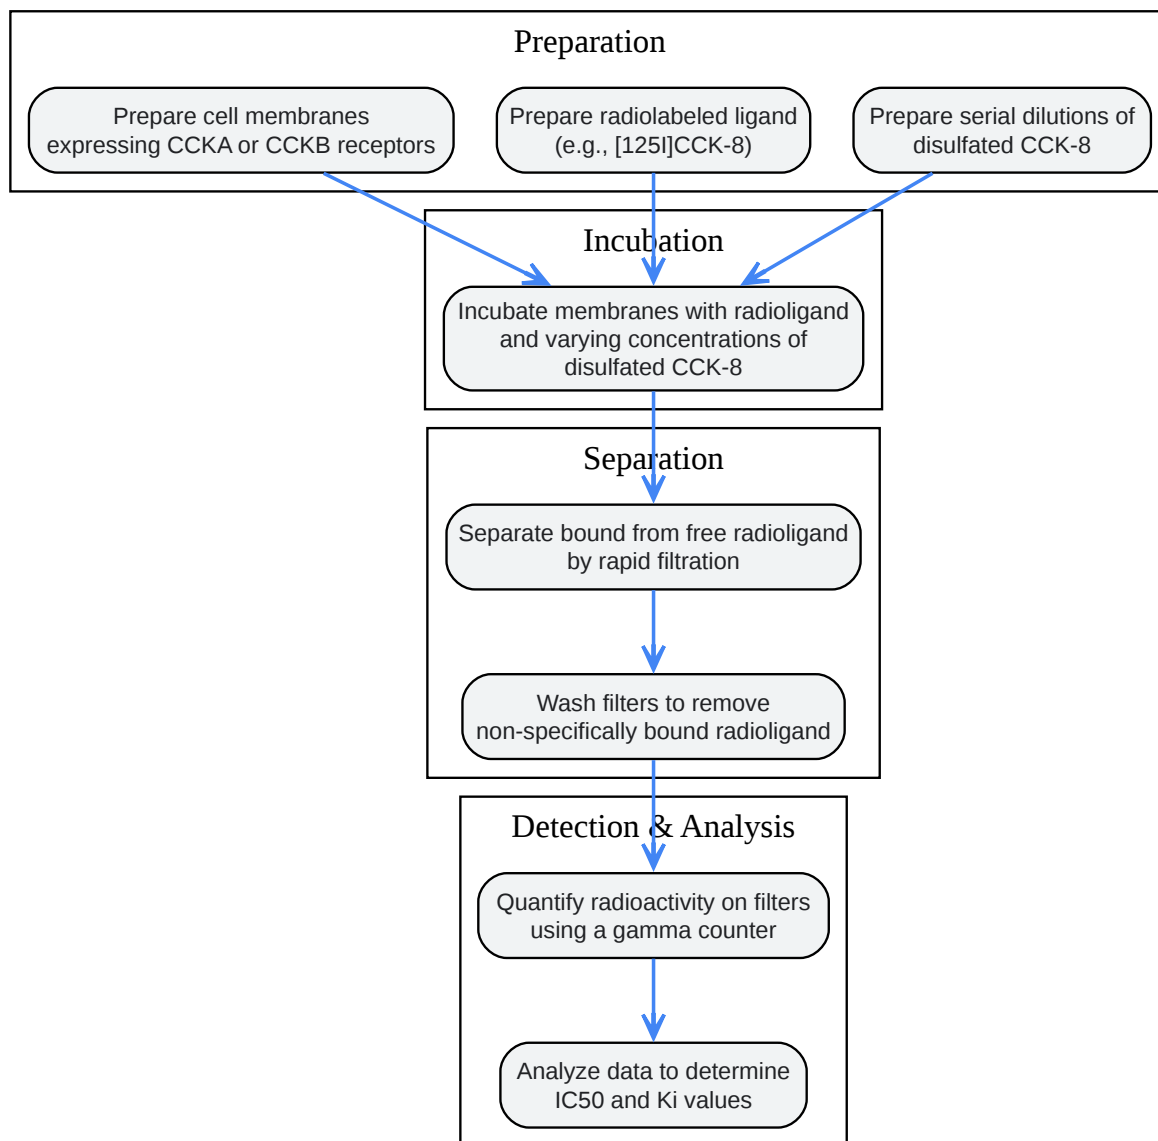 Preparation
Prepare cell membranes
expressing CCKA or CCKB receptors
Prepare radiolabeled ligand
(e.g., [125I]CCK-8)
Prepare serial dilutions of
disulfated CCK-8
Incubation
Incubate membranes with radioligand
and varying concentrations of
disulfated CCK-8
Separation
Separate bound from free radioligand
by rapid filtration
Wash filters to remove
non-specifically bound radioligand
Detection & Analysis
Quantify radioactivity on filters
using a gamma counter
Analyze data to determine
IC50 and Ki values